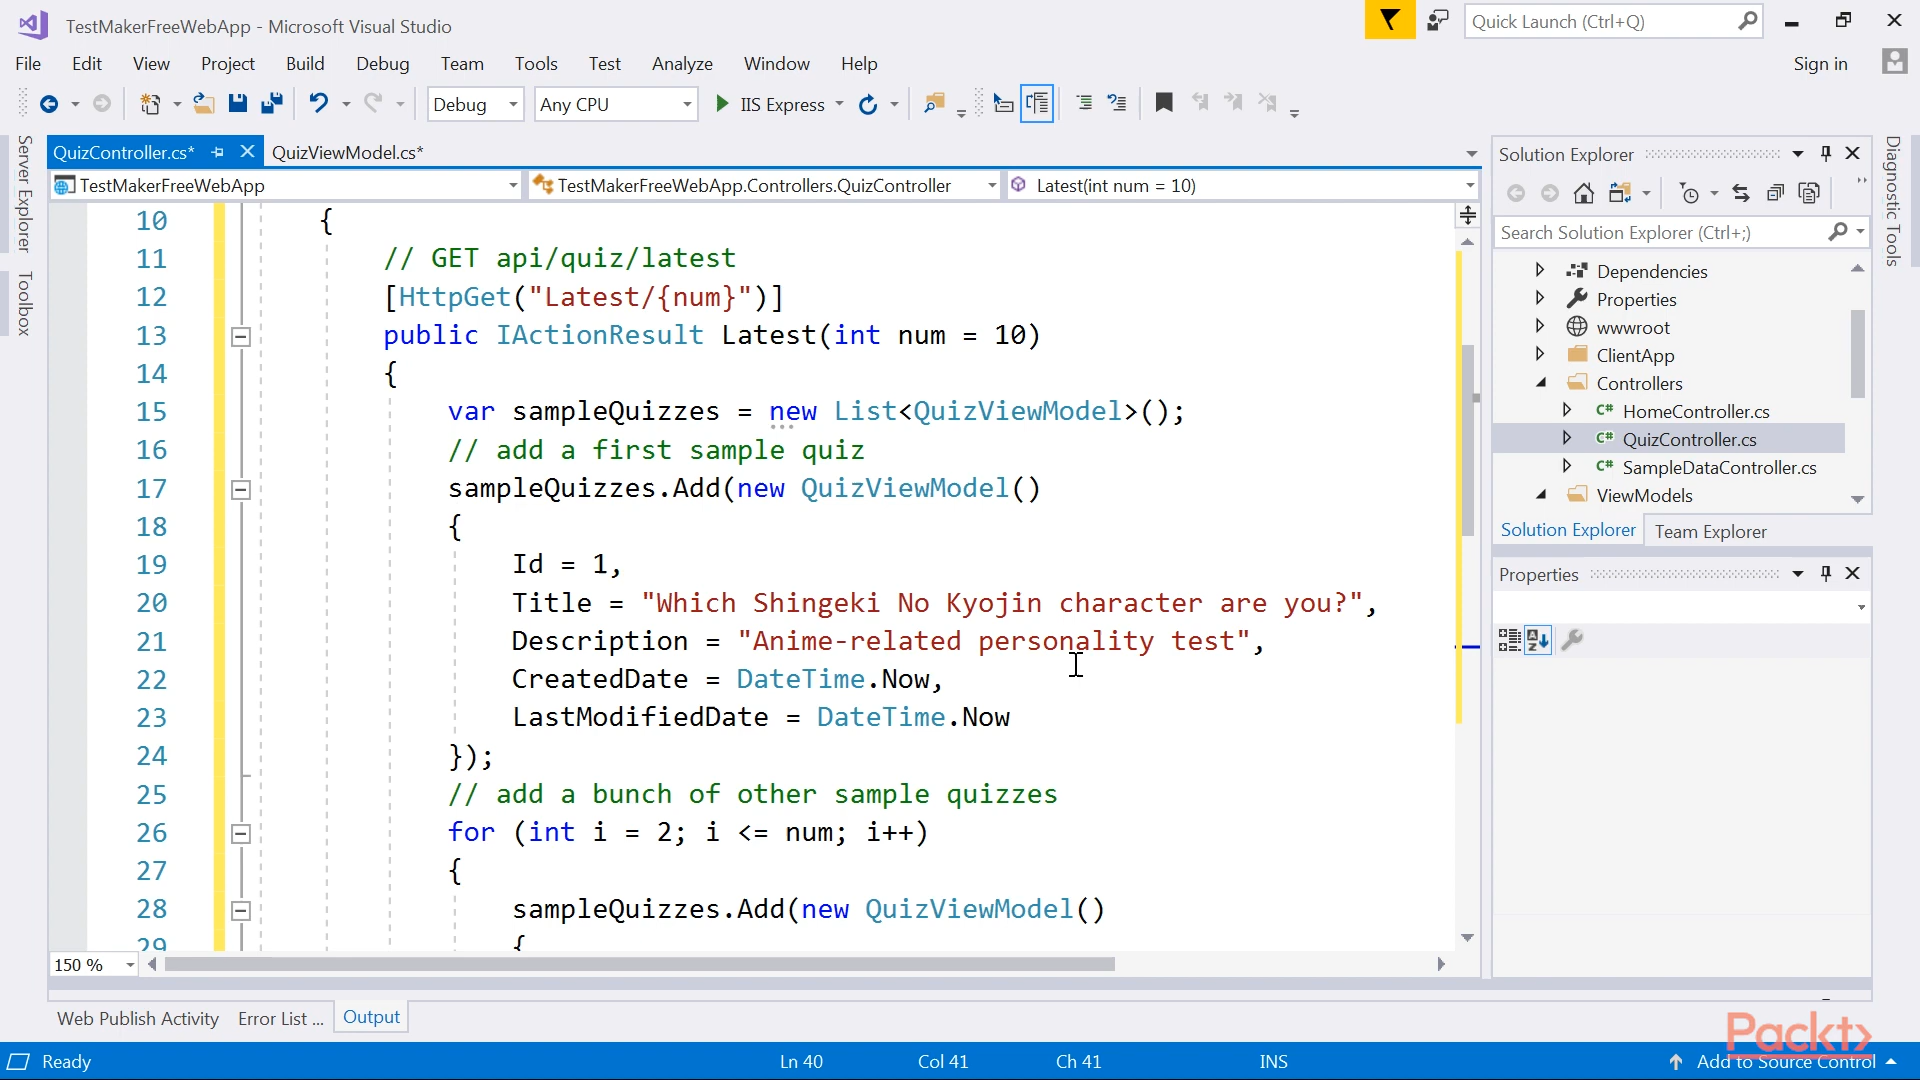 TestMakerFreeWebApp - Microsoft Visual Studio
Quick Launch (Ctrl+Q)
File Edit View Project Build Debug Team Tools Test Analyze Window Help
Sign in
Debug Any CPU IIS Express
Server Explorer
Toolbox
QuizController.cs* QuizViewModel.cs*
TestMakerFreeWebApp TestMakerFreeWebApp.Controllers.QuizController Latest(int num = 10)
10 {
11 // GET api/quiz/latest
12 [HttpGet("Latest/{num}")]
13 public IActionResult Latest(int num = 10)
14 {
15 var sampleQuizzes = new List<QuizViewModel>();
16 // add a first sample quiz
17 sampleQuizzes.Add(new QuizViewModel()
18 {
19 Id = 1,
20 Title = "Which Shingeki No Kyojin character are you?",
21 Description = "Anime-related personality test",
22 CreatedDate = DateTime.Now,
23 LastModifiedDate = DateTime.Now
24 });
25 // add a bunch of other sample quizzes
26 for (int i = 2; i <= num; i++)
27 {
28 sampleQuizzes.Add(new QuizViewModel()
29 {
150 %
Solution Explorer
Search Solution Explorer (Ctrl+;)
Dependencies
Properties
wwwroot
ClientApp
Controllers
C# HomeController.cs
C# QuizController.cs
C# SampleDataController.cs
ViewModels
Solution Explorer Team Explorer
Properties
Diagnostic Tools
Web Publish Activity Error List ... Output
Packt>
Ready Ln 40 Col 41 Ch 41 INS Add to Source Control